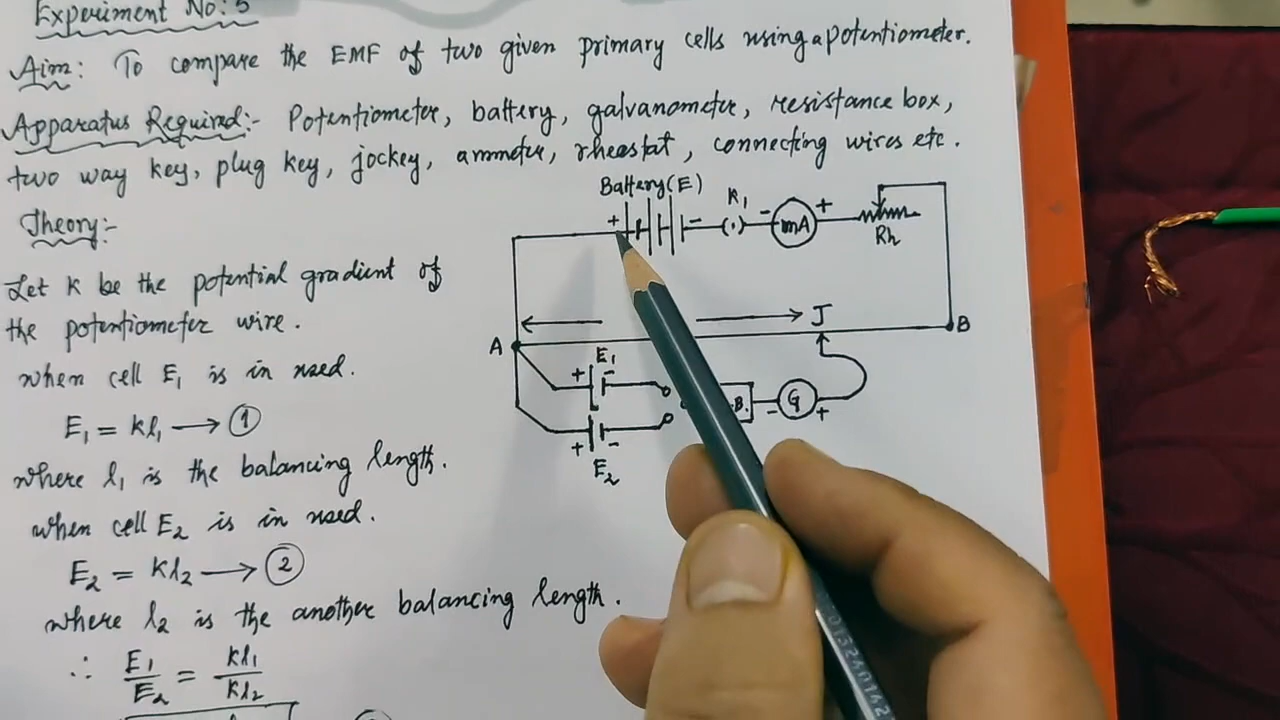 Experiment No: 5
Aim: To compare the EMF of two given primary cells using a potentiometer.
Apparatus Required:- Potentiometer, battery, galvanometer, resistance box,
two way key, plug key, jockey, ammeter, rheostat, connecting wires etc.
Theory:-
Battery(E)
+ - K₁ - mA + Rh
Let K be the potential gradient of
the potentiometer wire.
J
A B
when cell E₁ is in used.
E₁
+ -
B. - G +
E₁ = Kl₁ → ①
+ -
E₂
where l₁ is the balancing length.
when cell E₂ is in used.
E₂ = Kl₂ → ②
where l₂ is the another balancing length.
∴ E₁/E₂ = Kl₁/Kl₂